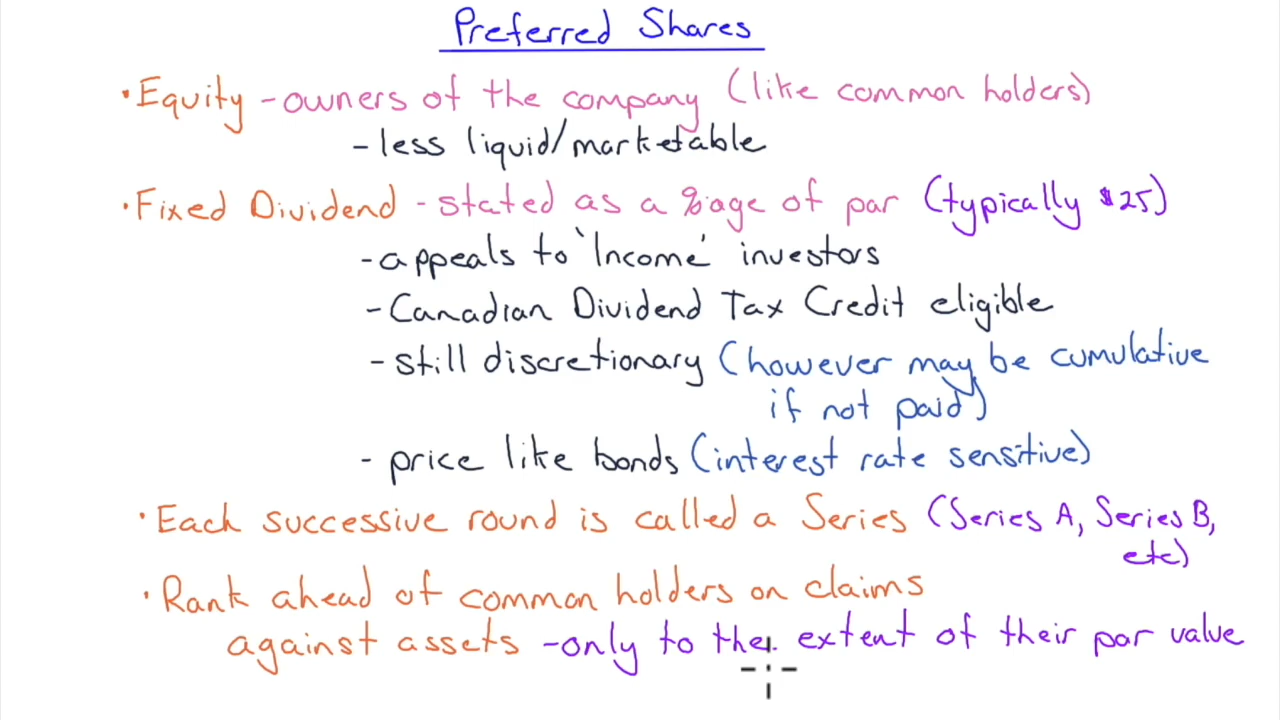 Preferred Shares
•Equity -owners of the company (like common holders)
-less liquid/marketable
•Fixed Dividend -stated as a %age of par (typically $25)
-appeals to 'Income' investors
-Canadian Dividend Tax Credit eligible
-still discretionary (however may be cumulative
if not paid)
-price like bonds (interest rate sensitive)
•Each successive round is called a Series (Series A, Series B,
etc)
•Rank ahead of common holders on claims
against assets -only to the extent of their par value